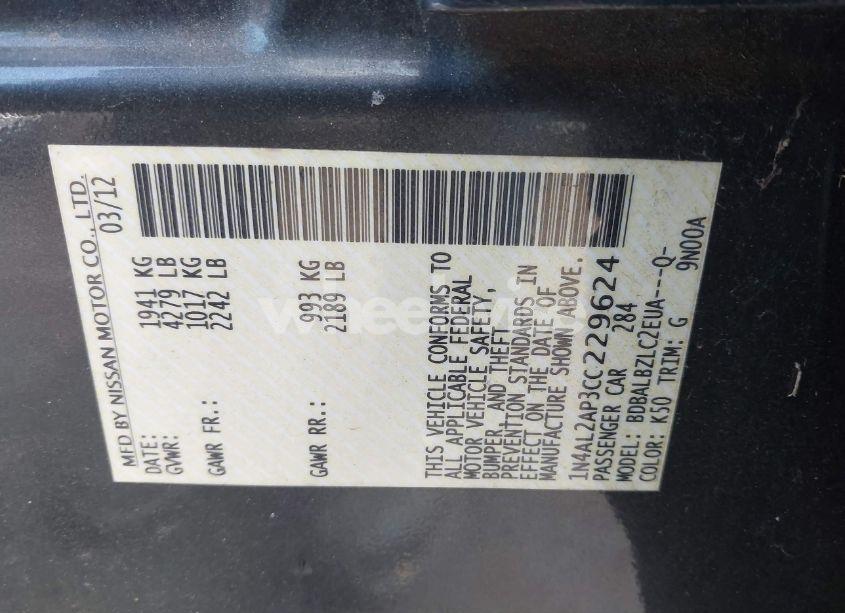 MFD BY NISSAN MOTOR CO., LTD.
DATE: 03/12
GVWR: 1941 KG
4279 LB
GAWR FR.: 1017 KG
2242 LB
GAWR RR.: 993 KG
2189 LB
THIS VEHICLE CONFORMS TO
ALL APPLICABLE FEDERAL
MOTOR VEHICLE SAFETY,
BUMPER, AND THEFT
PREVENTION STANDARDS IN
EFFECT ON THE DATE OF
MANUFACTURE SHOWN ABOVE.
1N4AL2AP3CC229624
PASSENGER CAR 284
MODEL: BDBALBZLC2EUA---Q-
COLOR: K50 TRIM: G 9N00A